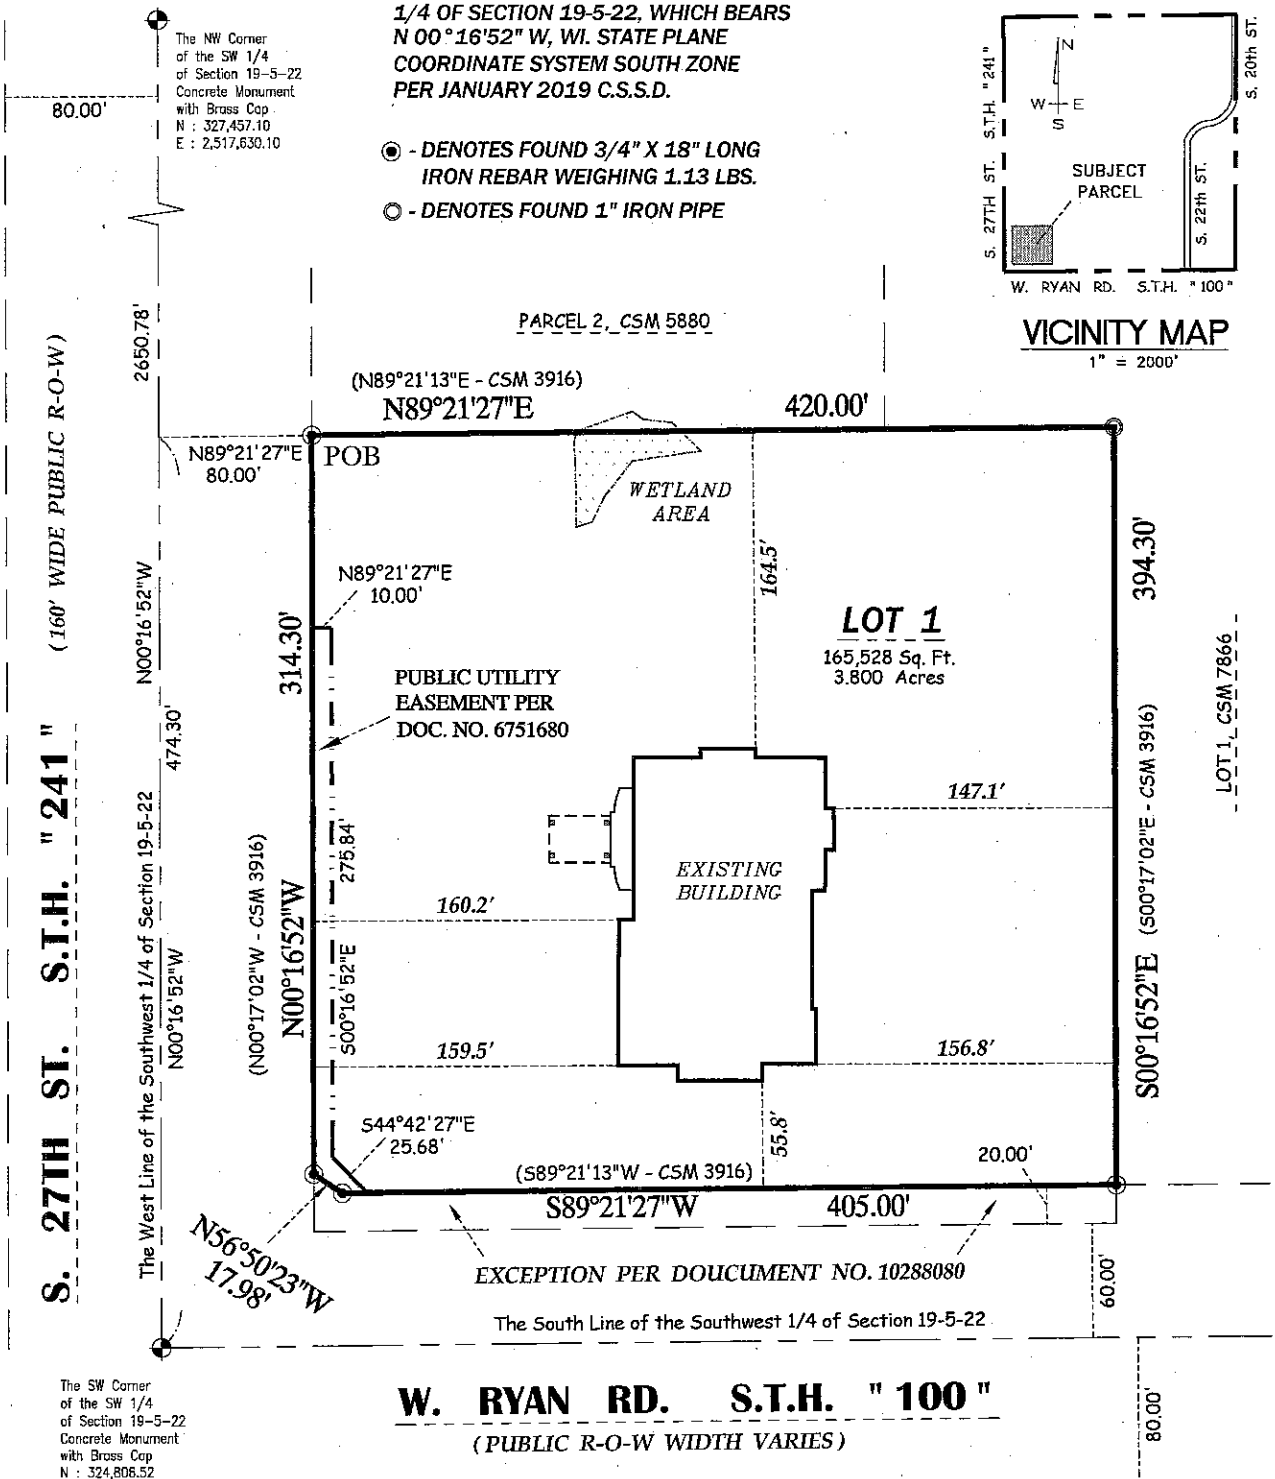 1/4 OF SECTION 19-5-22, WHICH BEARS
N 00°16'52" W, WI. STATE PLANE
COORDINATE SYSTEM SOUTH ZONE
PER JANUARY 2019 C.S.S.D.
- DENOTES FOUND 3/4" X 18" LONG
IRON REBAR WEIGHING 1.13 LBS.
- DENOTES FOUND 1" IRON PIPE
The NW Corner
of the SW 1/4
of Section 19-5-22
Concrete Monument
with Brass Cap
N : 327,457.10
E : 2,517,630.10
80.00'
N
W E
S
SUBJECT
PARCEL
S. 27TH ST. S.T.H. "241"
S. 20th ST.
S. 22th ST.
W. RYAN RD. S.T.H. "100"
VICINITY MAP
1" = 2000'
PARCEL 2, CSM 5880
(N89°21'13"E - CSM 3916)
N89°21'27"E 420.00'
2650.78'
(160' WIDE PUBLIC R-O-W)
N89°21'27"E
80.00'
POB
WETLAND
AREA
164.5'
394.30'
N89°21'27"E
10.00'
N00°16'52"W
314.30'
LOT 1
165,528 Sq. Ft.
3.800 Acres
PUBLIC UTILITY
EASEMENT PER
DOC. NO. 6751680
LOT 1, CSM 7866
474.30'
S. 27TH ST. S.T.H. "241"
The West Line of the Southwest 1/4 of Section 19-5-22
N00°16'52"W
(N00°17'02"W - CSM 3916)
N00°16'52"W
275.84'
S00°16'52"E
147.1'
EXISTING
BUILDING
160.2'
159.5'
156.8'
(S00°17'02"E - CSM 3916)
S00°16'52"E
S44°42'27"E
25.68'
55.8'
20.00'
(S89°21'13"W - CSM 3916)
S89°21'27"W 405.00'
N56°50'23"W
17.98'
EXCEPTION PER DOUCUMENT NO. 10288080
60.00'
The South Line of the Southwest 1/4 of Section 19-5-22
The SW Corner
of the SW 1/4
of Section 19-5-22
Concrete Monument
with Brass Cap
N : 324,806.52
W. RYAN RD. S.T.H. "100"
(PUBLIC R-O-W WIDTH VARIES)
80.00'